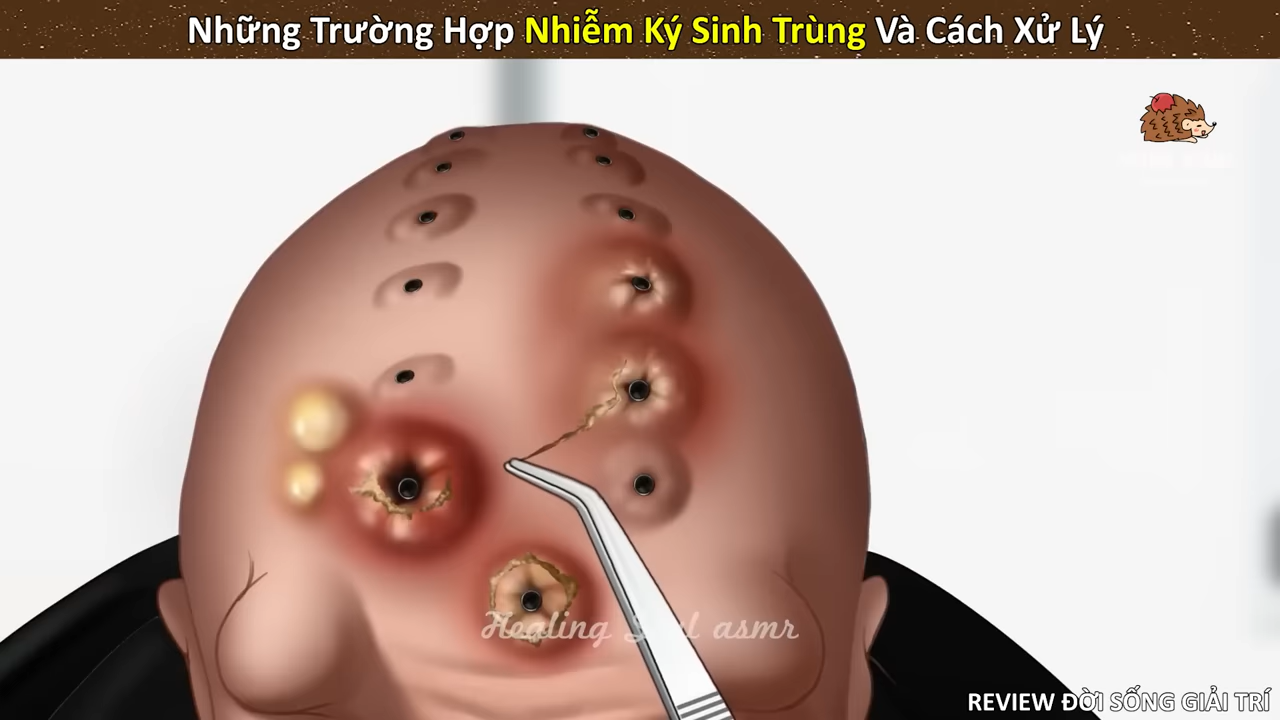 Những Trường Hợp Nhiễm Ký Sinh Trùng Và Cách Xử Lý
Healing asmr
REVIEW ĐỜI SỐNG GIẢI TRÍ